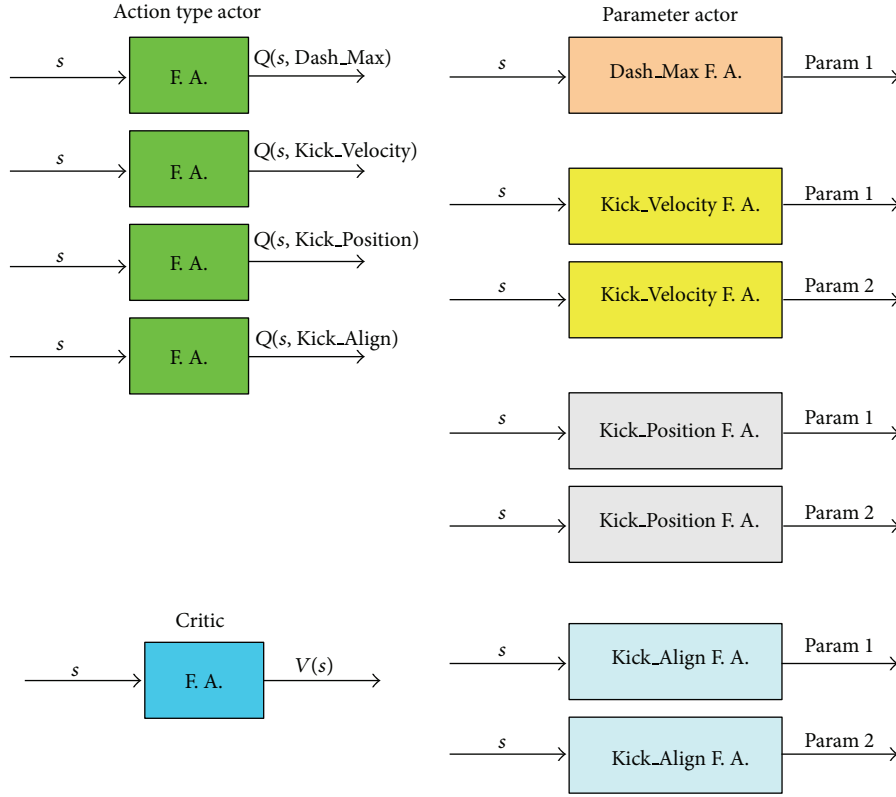 Action type actor
s
F. A.
Q(s, Dash_Max)
s
F. A.
Q(s, Kick_Velocity)
s
F. A.
Q(s, Kick_Position)
s
F. A.
Q(s, Kick_Align)
Critic
s
F. A.
V(s)
Parameter actor
s
Dash_Max F. A.
Param 1
s
Kick_Velocity F. A.
Param 1
s
Kick_Velocity F. A.
Param 2
s
Kick_Position F. A.
Param 1
s
Kick_Position F. A.
Param 2
s
Kick_Align F. A.
Param 1
s
Kick_Align F. A.
Param 2